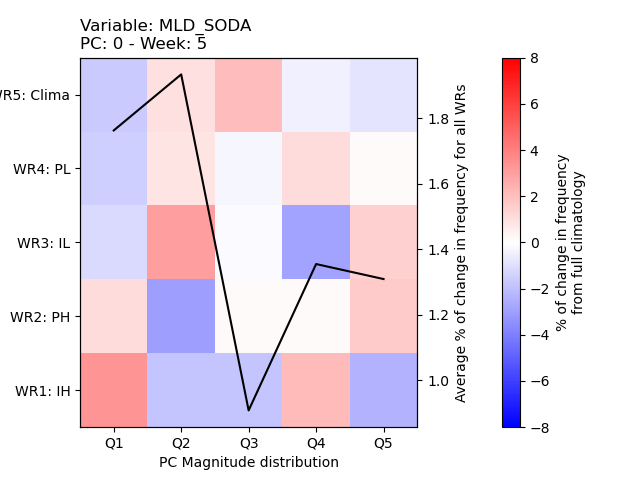 Variable: MLD_SODA
PC: 0 - Week: 5
WR5: Clima
WR4: PL
WR3: IL
WR2: PH
WR1: IH
Q1 Q2 Q3 Q4 Q5
PC Magnitude distribution
1.8
1.6
1.4
1.2
1.0
Average % of change in frequency for all WRs
8
6
4
2
0
−2
−4
−6
−8
% of change in frequency
from full climatology